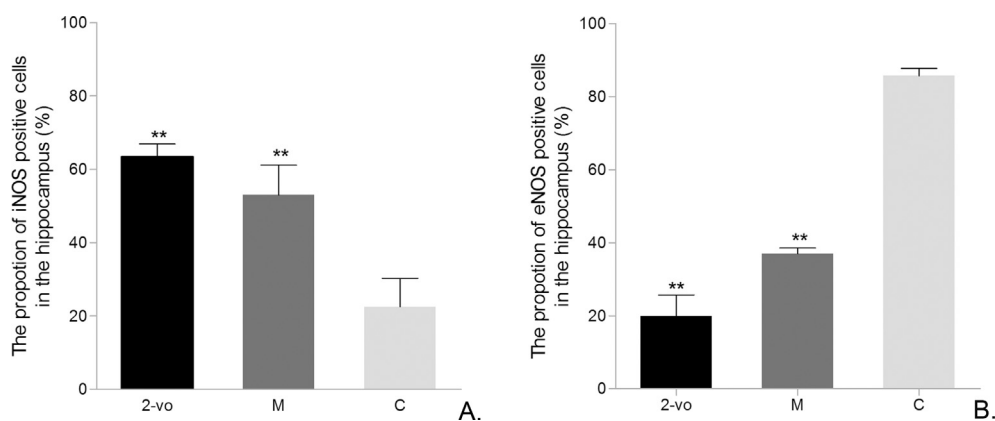 The propotion of iNOS positive cells
in the hippocampus (%)
100
80
60
40
20
0
**
**
2-vo M C
A.
The propotion of eNOS positive cells
in the hippocampus (%)
100
80
60
40
20
0
**
**
2-vo M C
B.